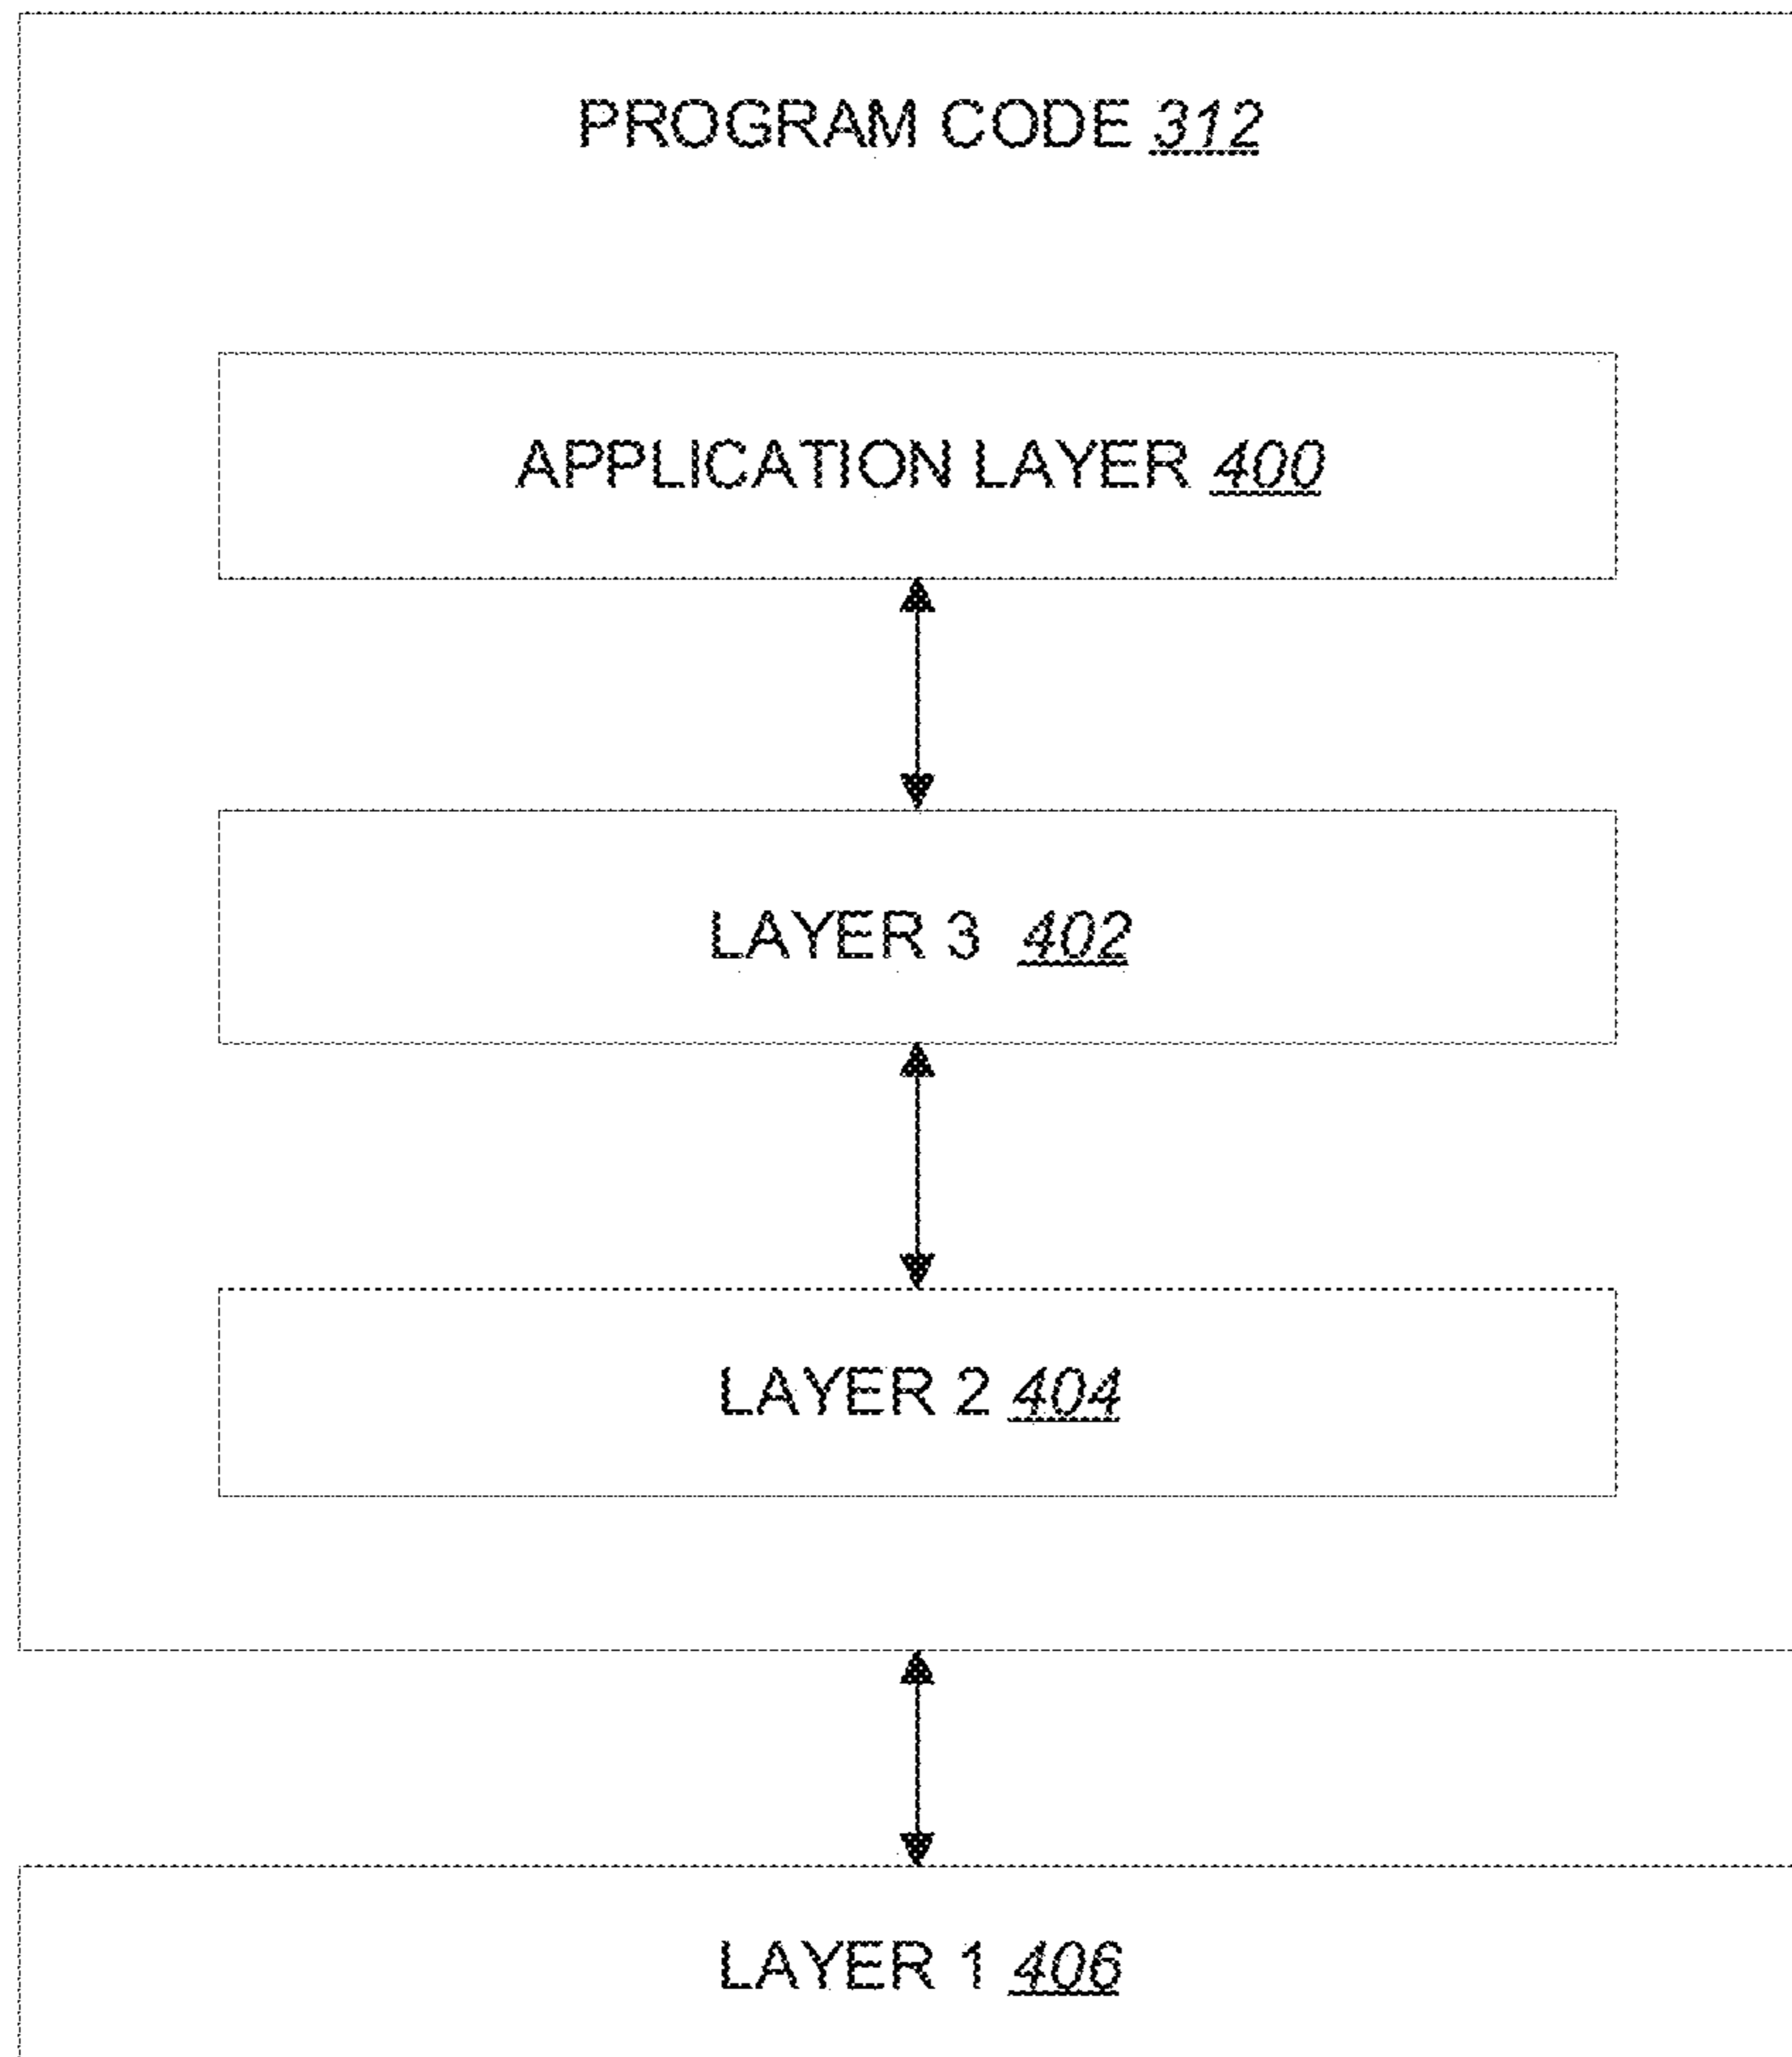 PROGRAM CODE 312
APPLICATION LAYER 400
LAYER 3 402
LAYER 2 404
LAYER 1 406